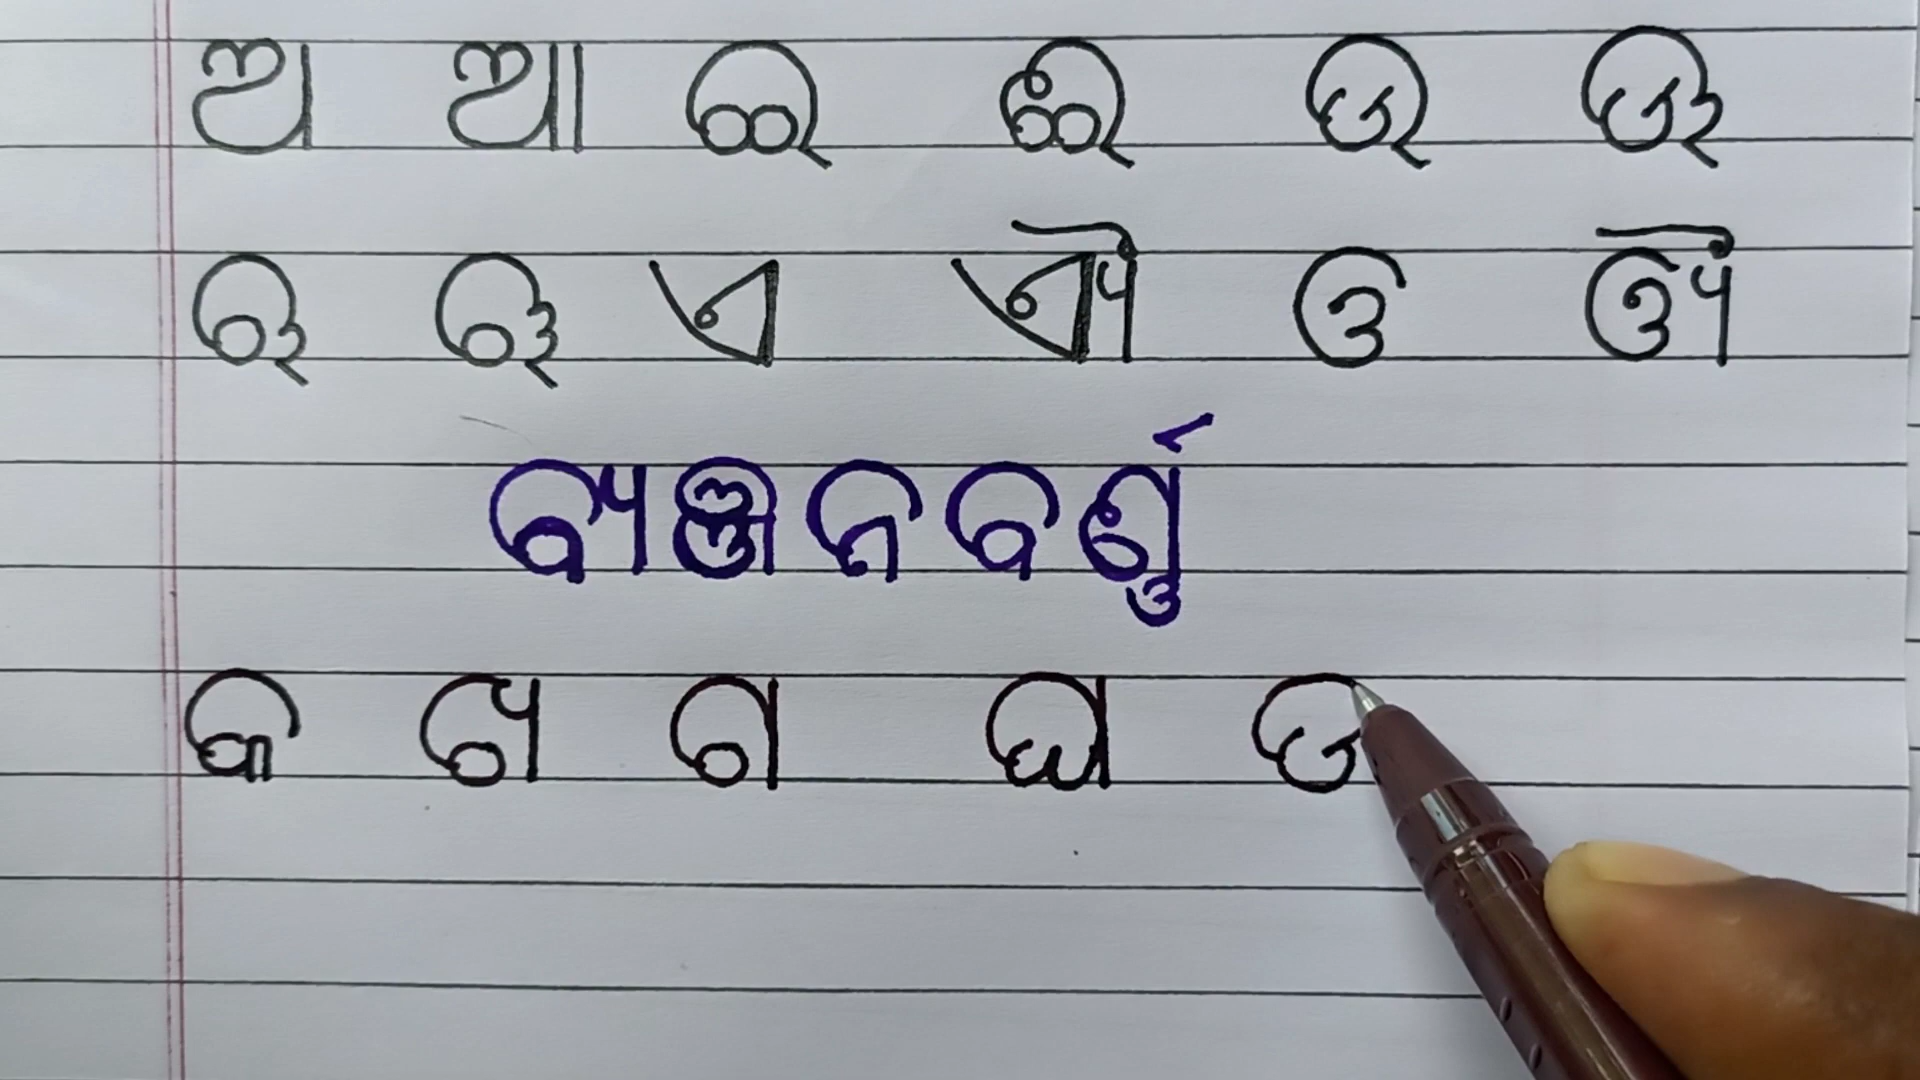 ଅ ଆ ଇ ଈ ଉ ଊ
ଋ ୠ ଏ ଐ ଓ ଔ
ବ୍ୟଞ୍ଜନବର୍ଣ୍ଣ
କ ଖ ଗ ଘ